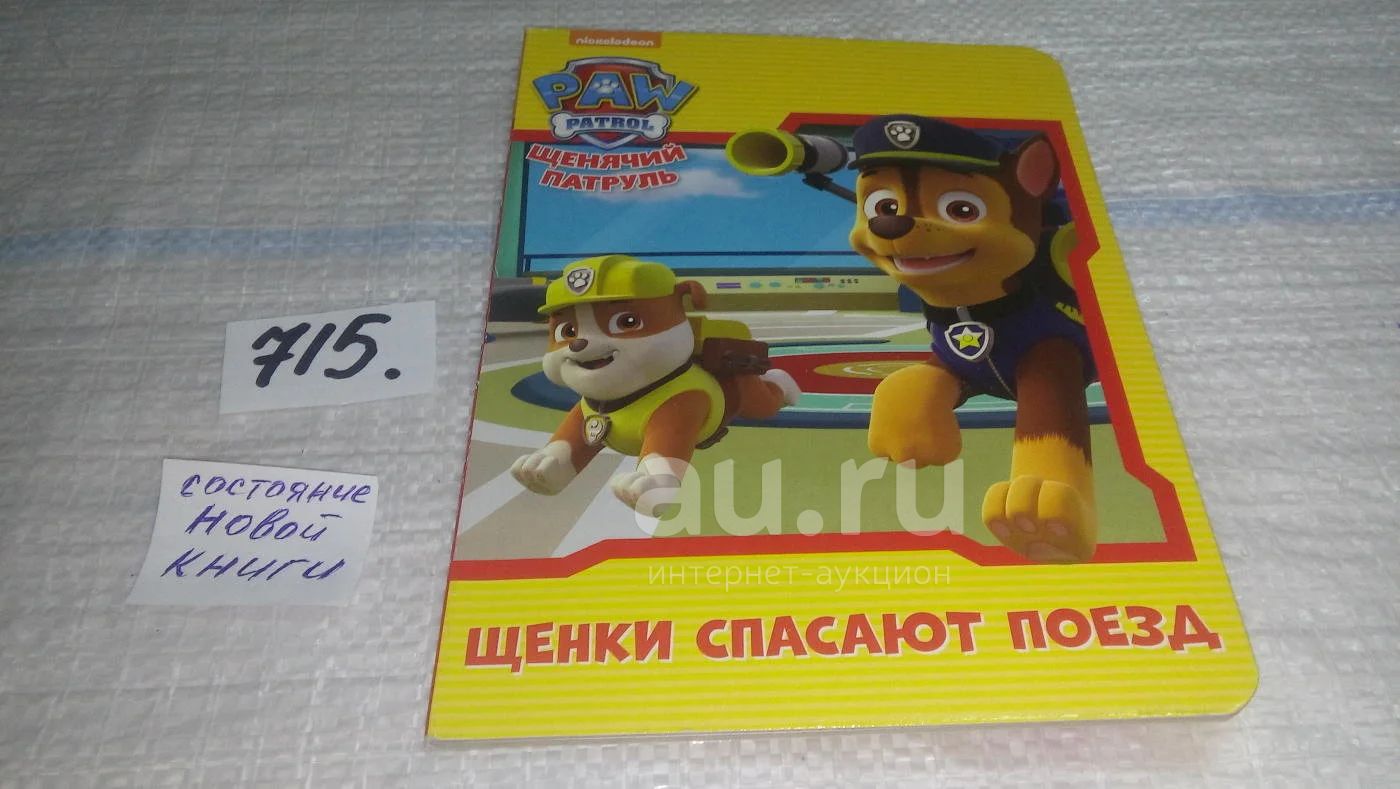 nickelodeon
PAW
PATROL
ЩЕНЯЧИЙ
ПАТРУЛЬ
715.
состояние
новой
книги
au.ru
интернет-аукцион
ЩЕНКИ СПАСАЮТ ПОЕЗД